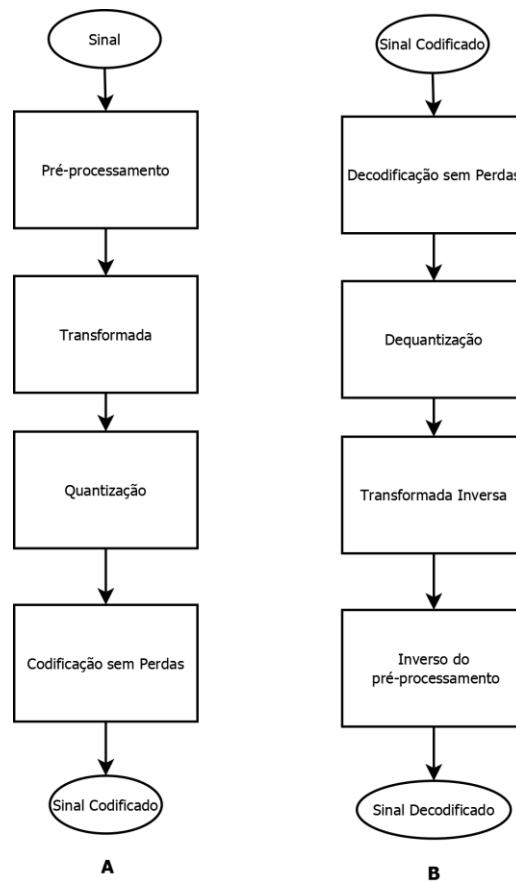 Sinal
Pré-processamento
Transformada
Quantização
Codificação sem Perdas
Sinal Codificado
A
Sinal Codificado
Decodificação sem Perdas
Dequantização
Transformada Inversa
Inverso do
pré-processamento
Sinal Decodificado
B